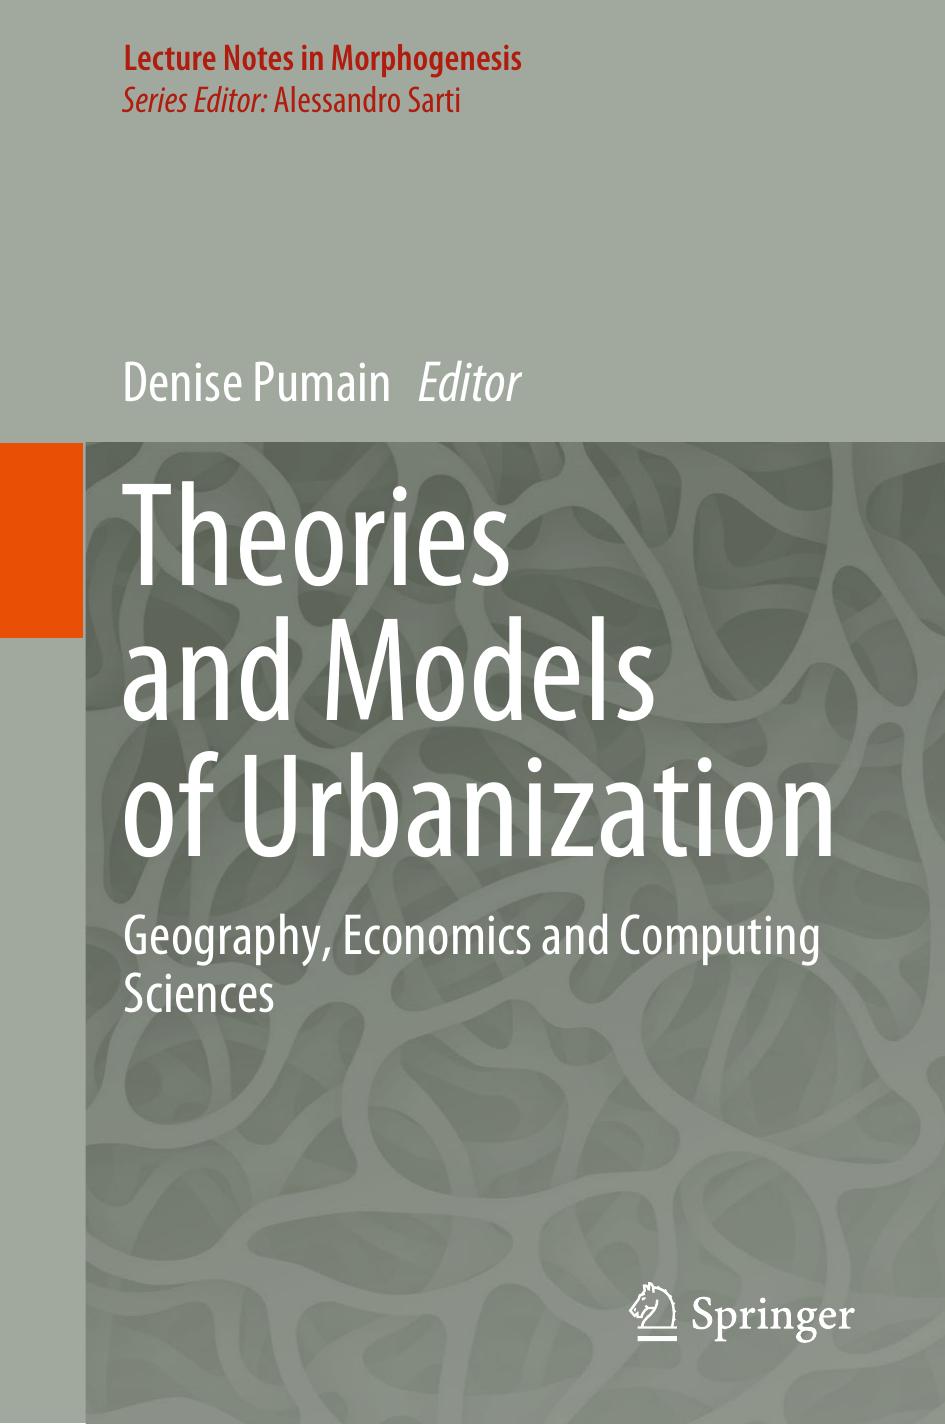 Lecture Notes in Morphogenesis
Series Editor: Alessandro Sarti
Denise Pumain Editor
Theories
and Models
of Urbanization
Geography, Economics and Computing
Sciences
Springer